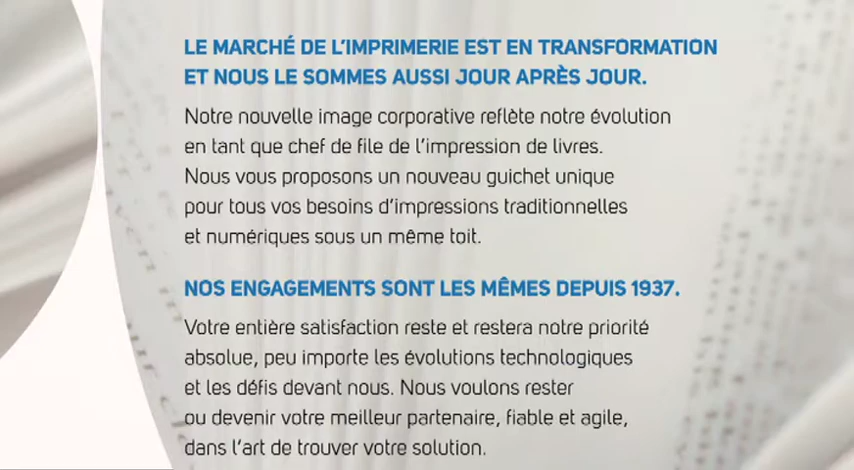 LE MARCHÉ DE L'IMPRIMERIE EST EN TRANSFORMATION
ET NOUS LE SOMMES AUSSI JOUR APRÈS JOUR.
Notre nouvelle image corporative reflète notre évolution
en tant que chef de file de l'impression de livres.
Nous vous proposons un nouveau guichet unique
pour tous vos besoins d'impressions traditionnelles
et numériques sous un même toit.
NOS ENGAGEMENTS SONT LES MÊMES DEPUIS 1937.
Votre entière satisfaction reste et restera notre priorité
absolue, peu importe les évolutions technologiques
et les défis devant nous. Nous voulons rester
ou devenir votre meilleur partenaire, fiable et agile,
dans l'art de trouver votre solution.